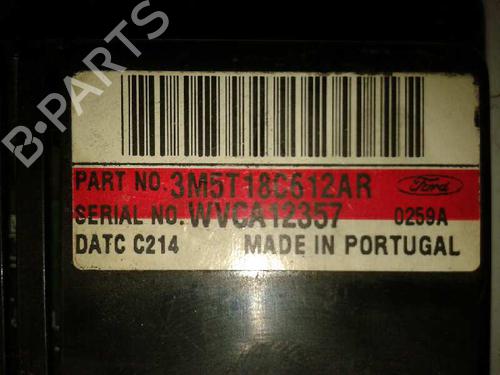 B-PARTS
PART NO. 3M5T18C612AR
Ford
SERIAL NO. WVCA12357 0259A
DATC C214 MADE IN PORTUGAL